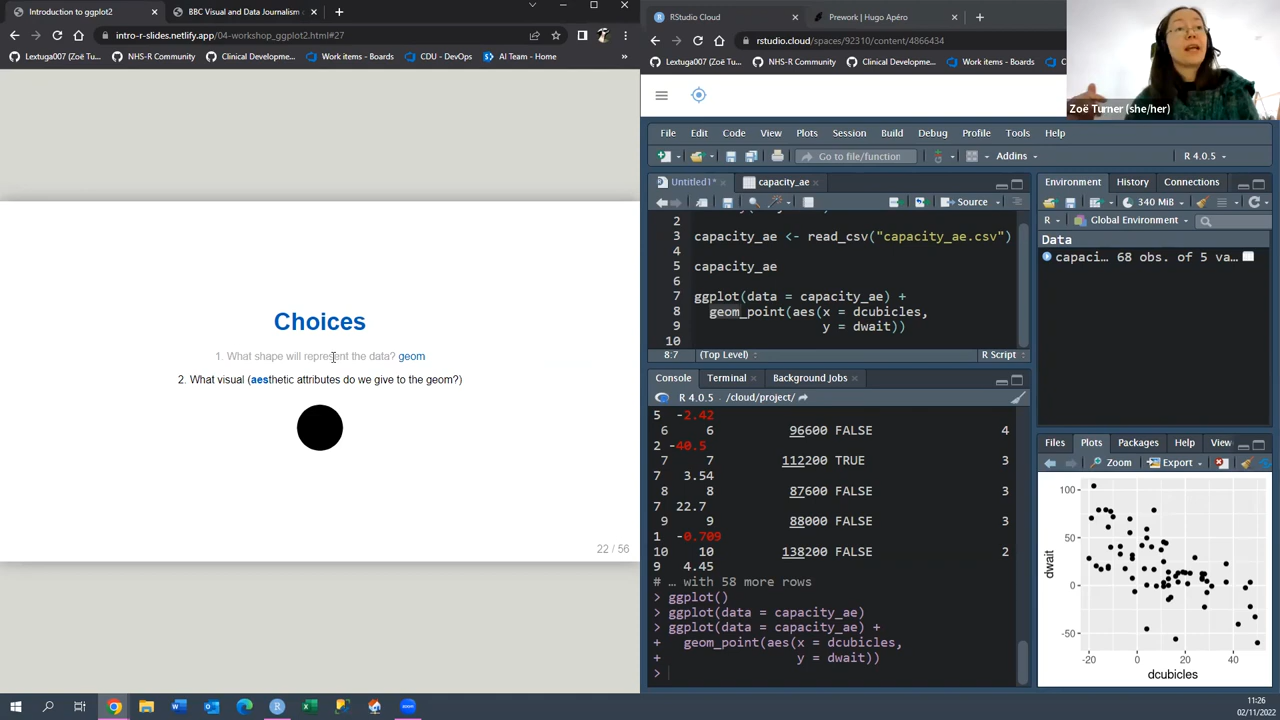 Introduction to ggplot2
BBC Visual and Data Journalism
intro-r-slides.netlify.app/04-workshop_ggplot2.html#27
Lextuga007 (Zoë Tu…
NHS-R Community
Clinical Developme…
Work items - Boards
CDU - DevOps
AI Team - Home
Choices
1. What shape will represent the data? geom
2. What visual (aesthetic attributes do we give to the geom?)
22 / 56
RStudio Cloud
Prework | Hugo Apéro
rstudio.cloud/spaces/92310/content/4866434
Lextuga007 (Zoë Tu…
NHS-R Community
Clinical Developme…
Work items - Boards
Zoë Turner (she/her)
File Edit Code View Plots Session Build Debug Profile Tools Help
Go to file/function
Addins
R 4.0.5
Untitled1*
capacity_ae
Source
2
3 capacity_ae <- read_csv("capacity_ae.csv")
4
5 capacity_ae
6
7 ggplot(data = capacity_ae) +
8 geom_point(aes(x = dcubicles,
9 y = dwait))
10
8:7 (Top Level) R Script
Console Terminal Background Jobs
R 4.0.5 . /cloud/project/
5 -2.42
6 6 96600 FALSE 4
2 -40.5
7 7 112200 TRUE 3
7 3.54
8 8 87600 FALSE 3
7 22.7
9 9 88000 FALSE 3
1 -0.709
10 10 138200 FALSE 2
9 4.45
# … with 58 more rows
> ggplot()
> ggplot(data = capacity_ae)
> ggplot(data = capacity_ae) +
+ geom_point(aes(x = dcubicles,
+ y = dwait))
>
Environment History Connections
340 MiB
R Global Environment
Data
capaci… 68 obs. of 5 va…
Files Plots Packages Help View
Zoom Export
100
50
0
-50
dwait
-20 0 20 40
dcubicles
11:26
02/11/2022